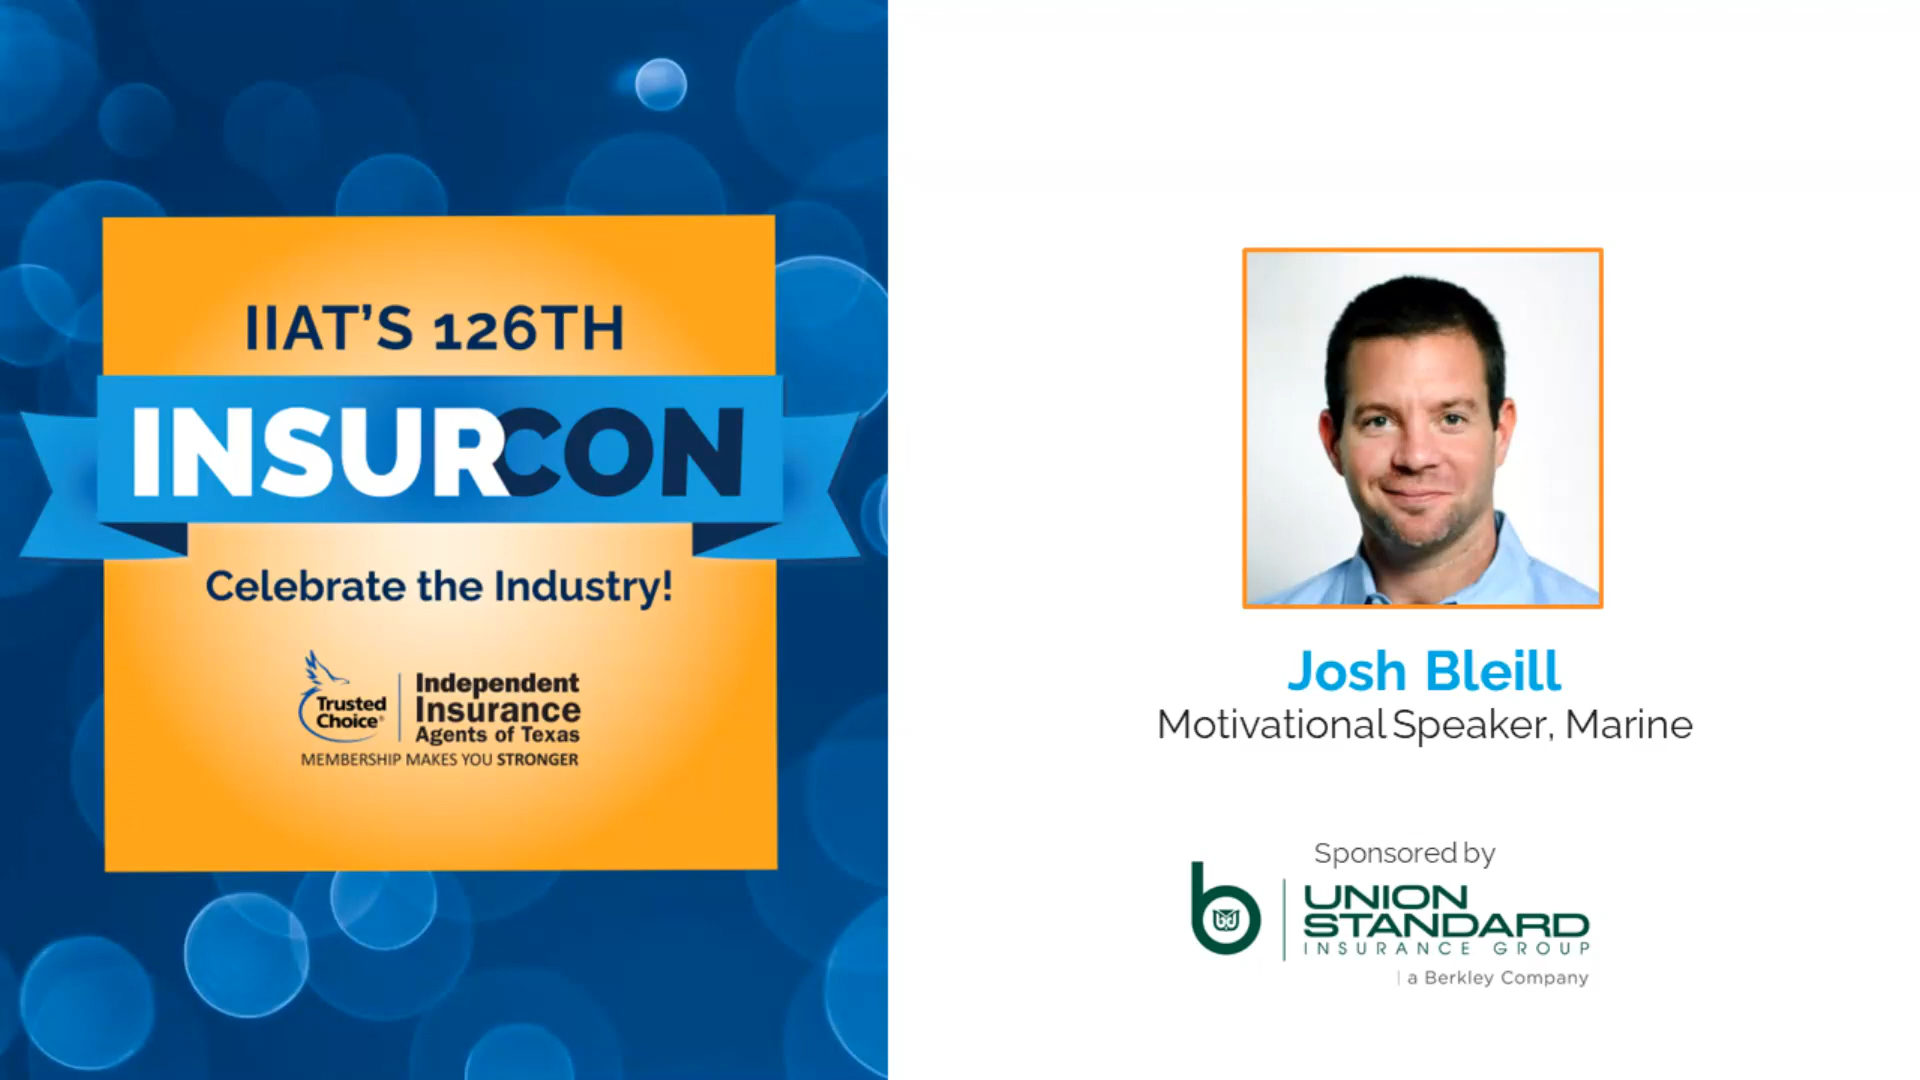 IIAT'S 126TH
INSURCON
Celebrate the Industry!
Trusted
Choice®
Independent
Insurance
Agents of Texas
MEMBERSHIP MAKES YOU STRONGER
Josh Bleill
Motivational Speaker, Marine
Sponsored by
b
UNION
STANDARD
INSURANCE GROUP
| a Berkley Company